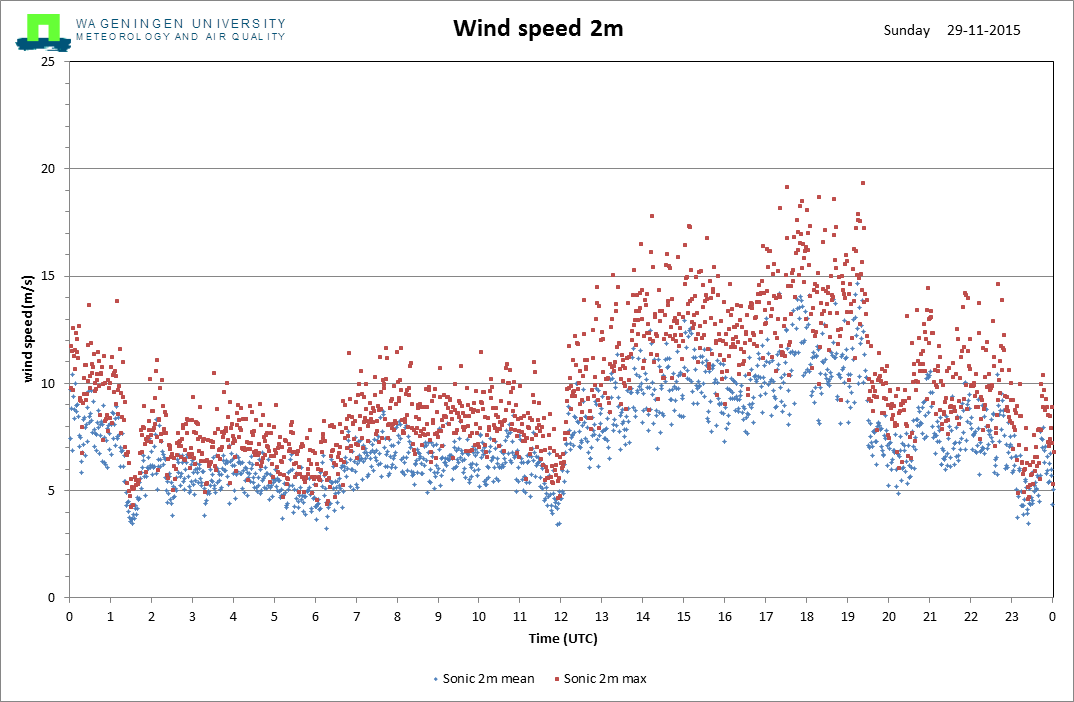 WAGENINGEN UNIVERSITY
METEOROLOGY AND AIR QUALITY
Wind speed 2m
Sunday 29-11-2015
25
20
15
10
5
0
wind speed(m/s)
0 1 2 3 4 5 6 7 8 9 10 11 12 13 14 15 16 17 18 19 20 21 22 23 0
Time (UTC)
Sonic 2m mean Sonic 2m max